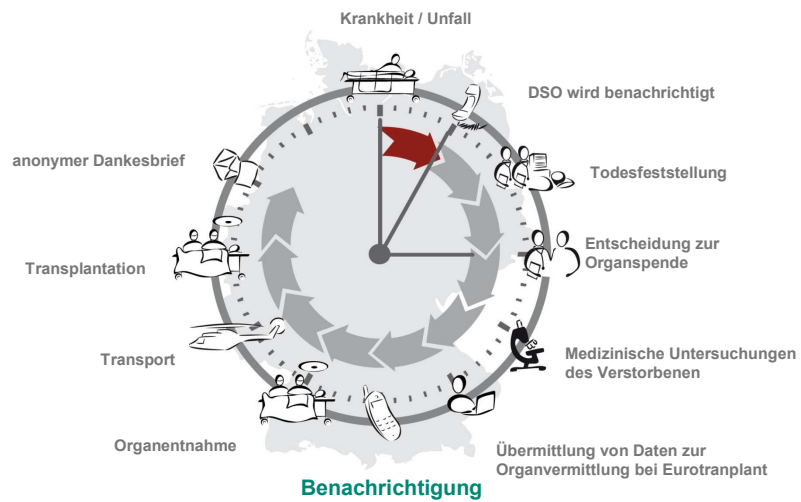 Krankheit / Unfall
DSO wird benachrichtigt
Todesfeststellung
Entscheidung zur
Organspende
Medizinische Untersuchungen
des Verstorbenen
Übermittlung von Daten zur
Organvermittlung bei Eurotranplant
Benachrichtigung
Organentnahme
Transport
Transplantation
anonymer Dankesbrief